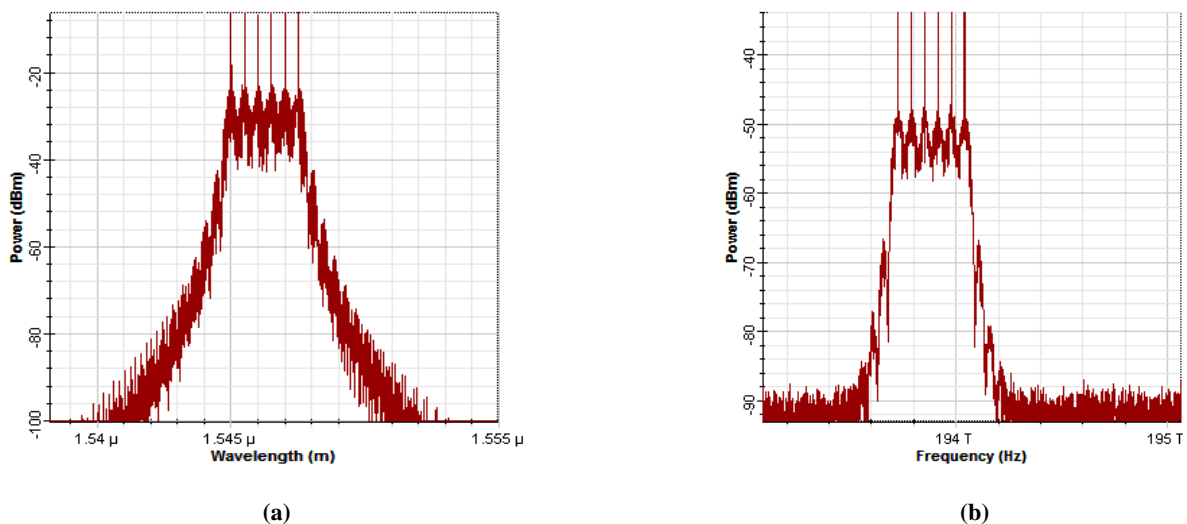 -20
-40
-60
-80
-100
Power (dBm)
1.54 µ
1.545 µ
1.555 µ
Wavelength (m)
(a)
-40
-50
-60
-70
-80
-90
Power (dBm)
194 T
195 T
Frequency (Hz)
(b)